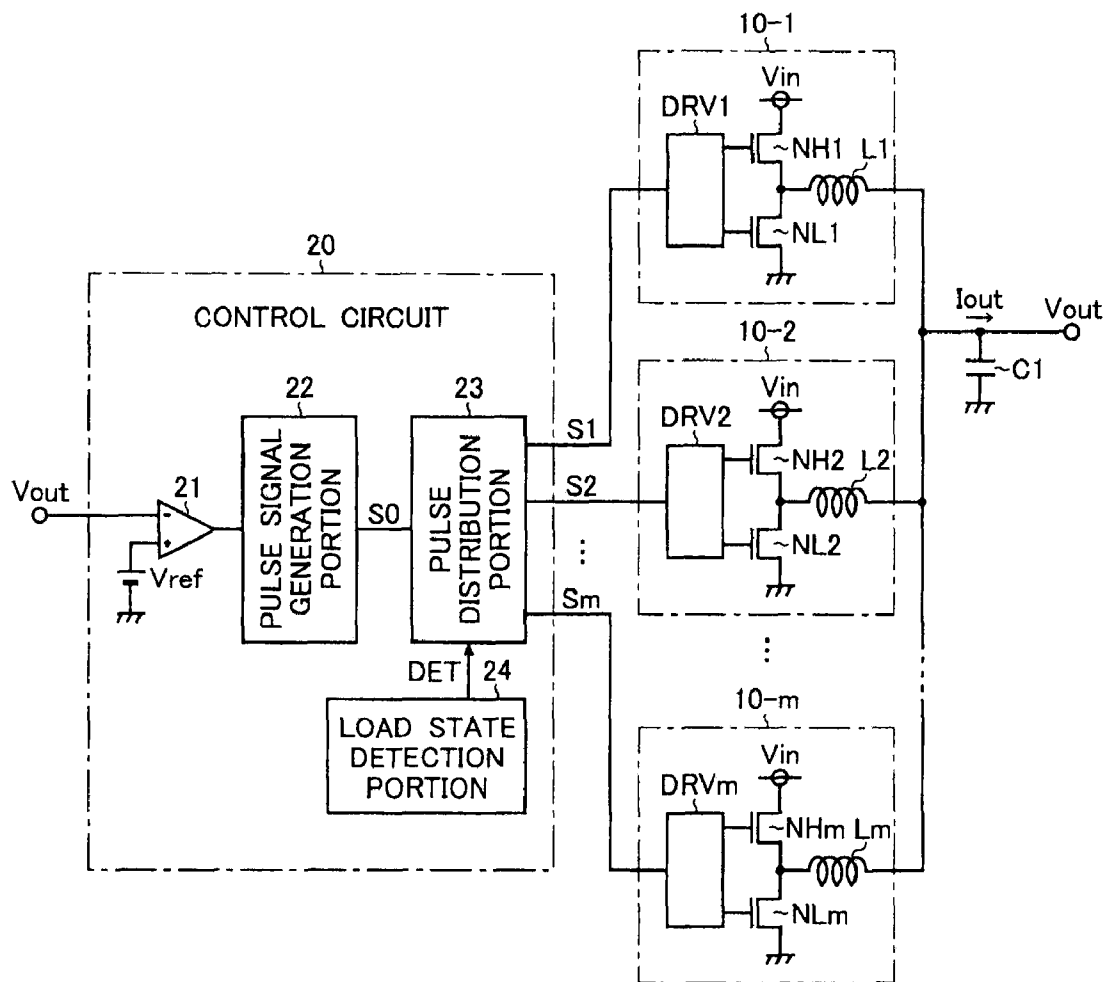 10-1
Vin
DRV1
NH1
L1
NL1
20
CONTROL CIRCUIT
Iout
Vout
C1
10-2
Vin
DRV2
NH2
L2
NL2
22
PULSE SIGNAL
GENERATION
PORTION
23
PULSE
DISTRIBUTION
PORTION
S1
S2
...
Sm
Vout
21
-
+
Vref
S0
DET
24
LOAD STATE
DETECTION
PORTION
...
10-m
Vin
DRVm
NHm
Lm
NLm